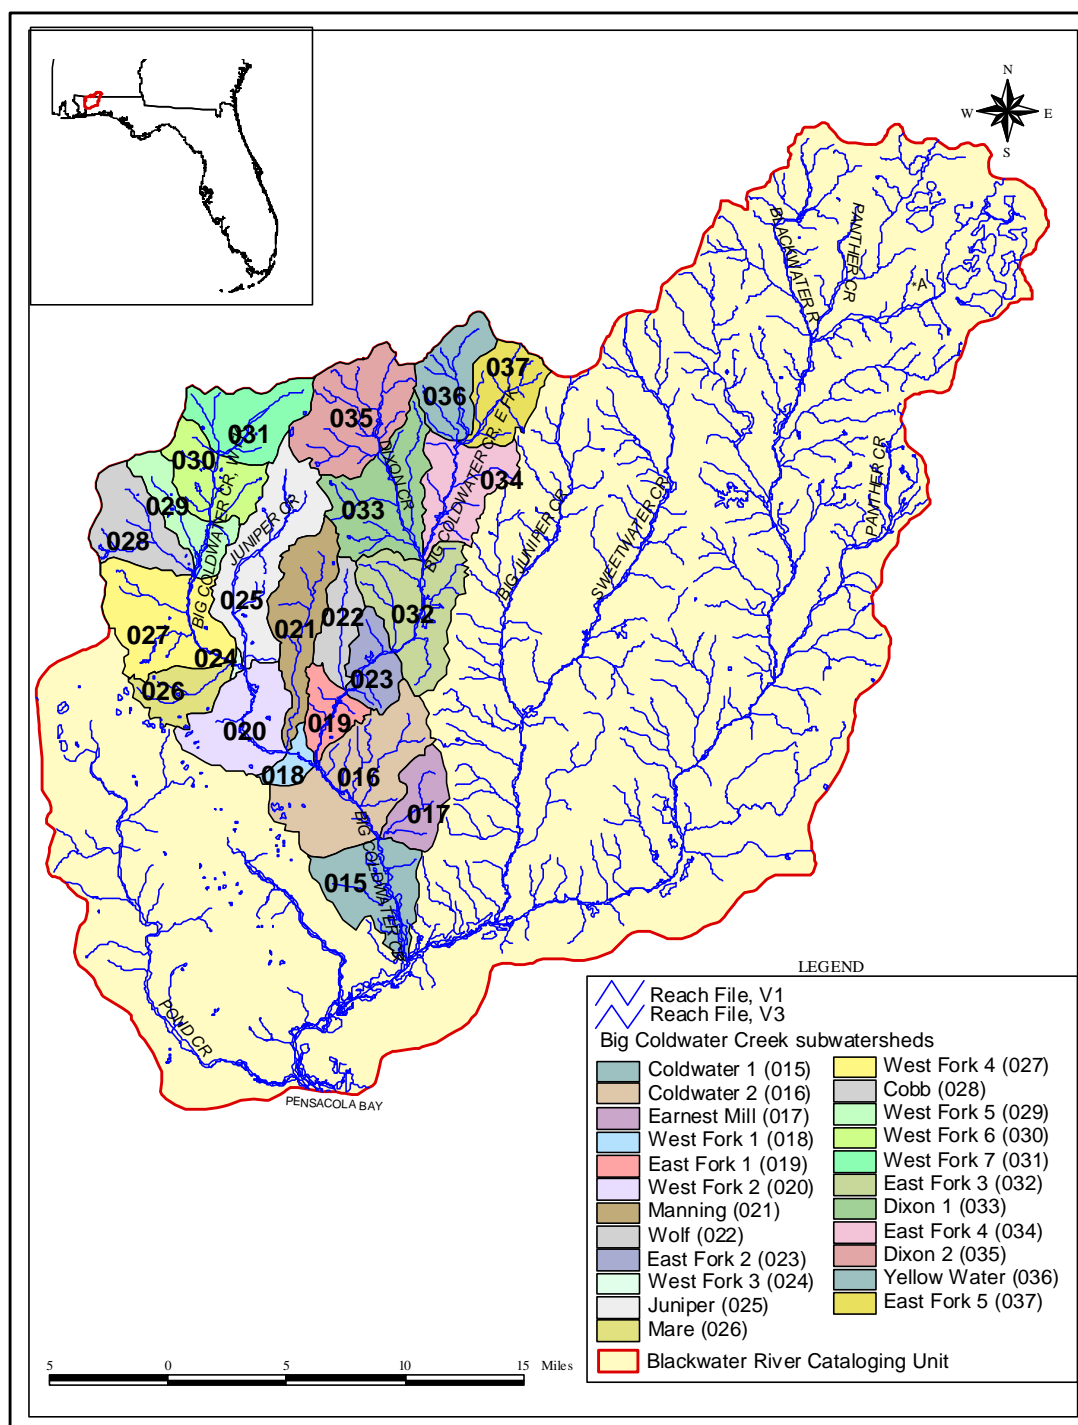 N
W
E
S
BLACKWATER R
PANTHER CR
*A
037
036
035
031
BIG COLDWATER CR, E FK
DIXON CR
030
034
PANTHER CR
BIG COLDWATER CR, W
JUNIPER CR
029
033
BIG JUNIPER CR
SWEETWATER CR
028
025
022
032
021
027
024
023
026
019
020
018
016
017
BIG COLDWATER CR
015
POND CR
PENSACOLA BAY
LEGEND
Reach File, V1
Reach File, V3
Big Coldwater Creek subwatersheds
Coldwater 1 (015)
Coldwater 2 (016)
Earnest Mill (017)
West Fork 1 (018)
East Fork 1 (019)
West Fork 2 (020)
Manning (021)
Wolf (022)
East Fork 2 (023)
West Fork 3 (024)
Juniper (025)
Mare (026)
West Fork 4 (027)
Cobb (028)
West Fork 5 (029)
West Fork 6 (030)
West Fork 7 (031)
East Fork 3 (032)
Dixon 1 (033)
East Fork 4 (034)
Dixon 2 (035)
Yellow Water (036)
East Fork 5 (037)
Blackwater River Cataloging Unit
5 0 5 10 15 Miles